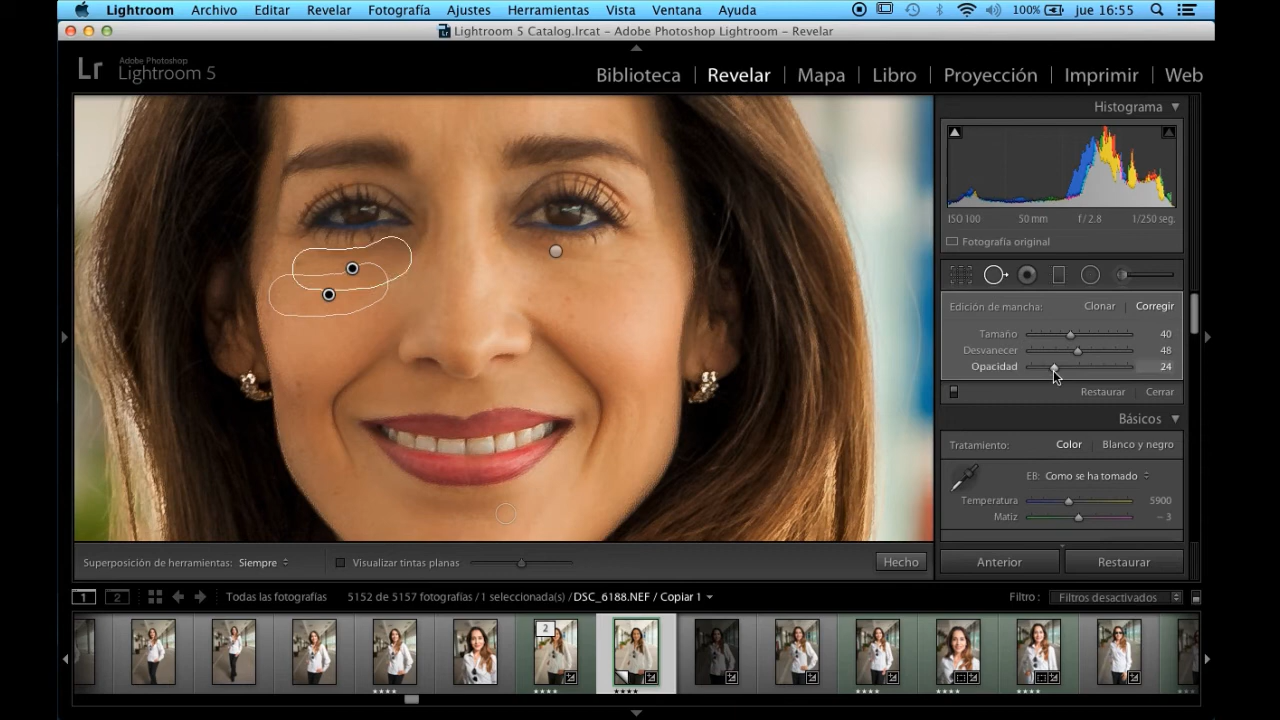 Lightroom Archivo Editar Revelar Fotografía Ajustes Herramientas Vista Ventana Ayuda 100% jue 16:55
Lightroom 5 Catalog.lrcat – Adobe Photoshop Lightroom – Revelar
Lr Adobe Photoshop
Lightroom 5
Biblioteca Revelar Mapa Libro Proyección Imprimir Web
Histograma
ISO 100 50 mm f / 2.8 1/250 seg.
Fotografía original
Edición de mancha: Clonar Corregir
Tamaño 40
Desvanecer 48
Opacidad 24
Restaurar Cerrar
Básicos
Tratamiento: Color Blanco y negro
EB: Como se ha tomado
Temperatura 5900
Matiz – 3
Superposición de herramientas: Siempre Visualizar tintas planas Hecho
Anterior Restaurar
1 2 Todas las fotografías 5152 de 5157 fotografías / 1 seleccionada(s) / DSC_6188.NEF / Copiar 1 Filtro : Filtros desactivados
2